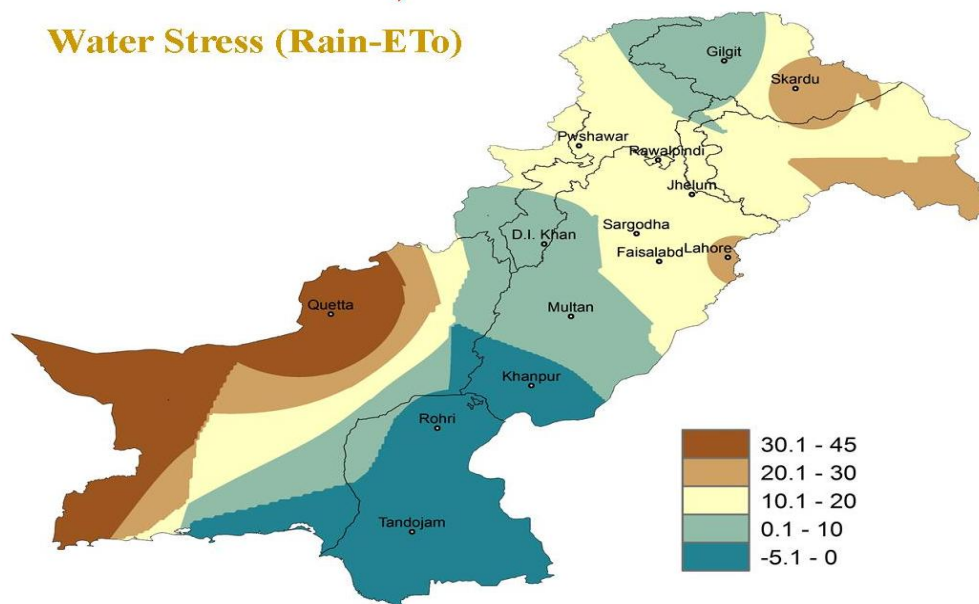 Water Stress (Rain-ETo)
Gilgit
Skardu
Pwshawar
Rawalpindi
Jhelum
Sargodha
D.I. Khan
Faisalabd
Lahore
Quetta
Multan
Khanpur
Rohri
Tandojam
30.1 - 45
20.1 - 30
10.1 - 20
0.1 - 10
-5.1 - 0